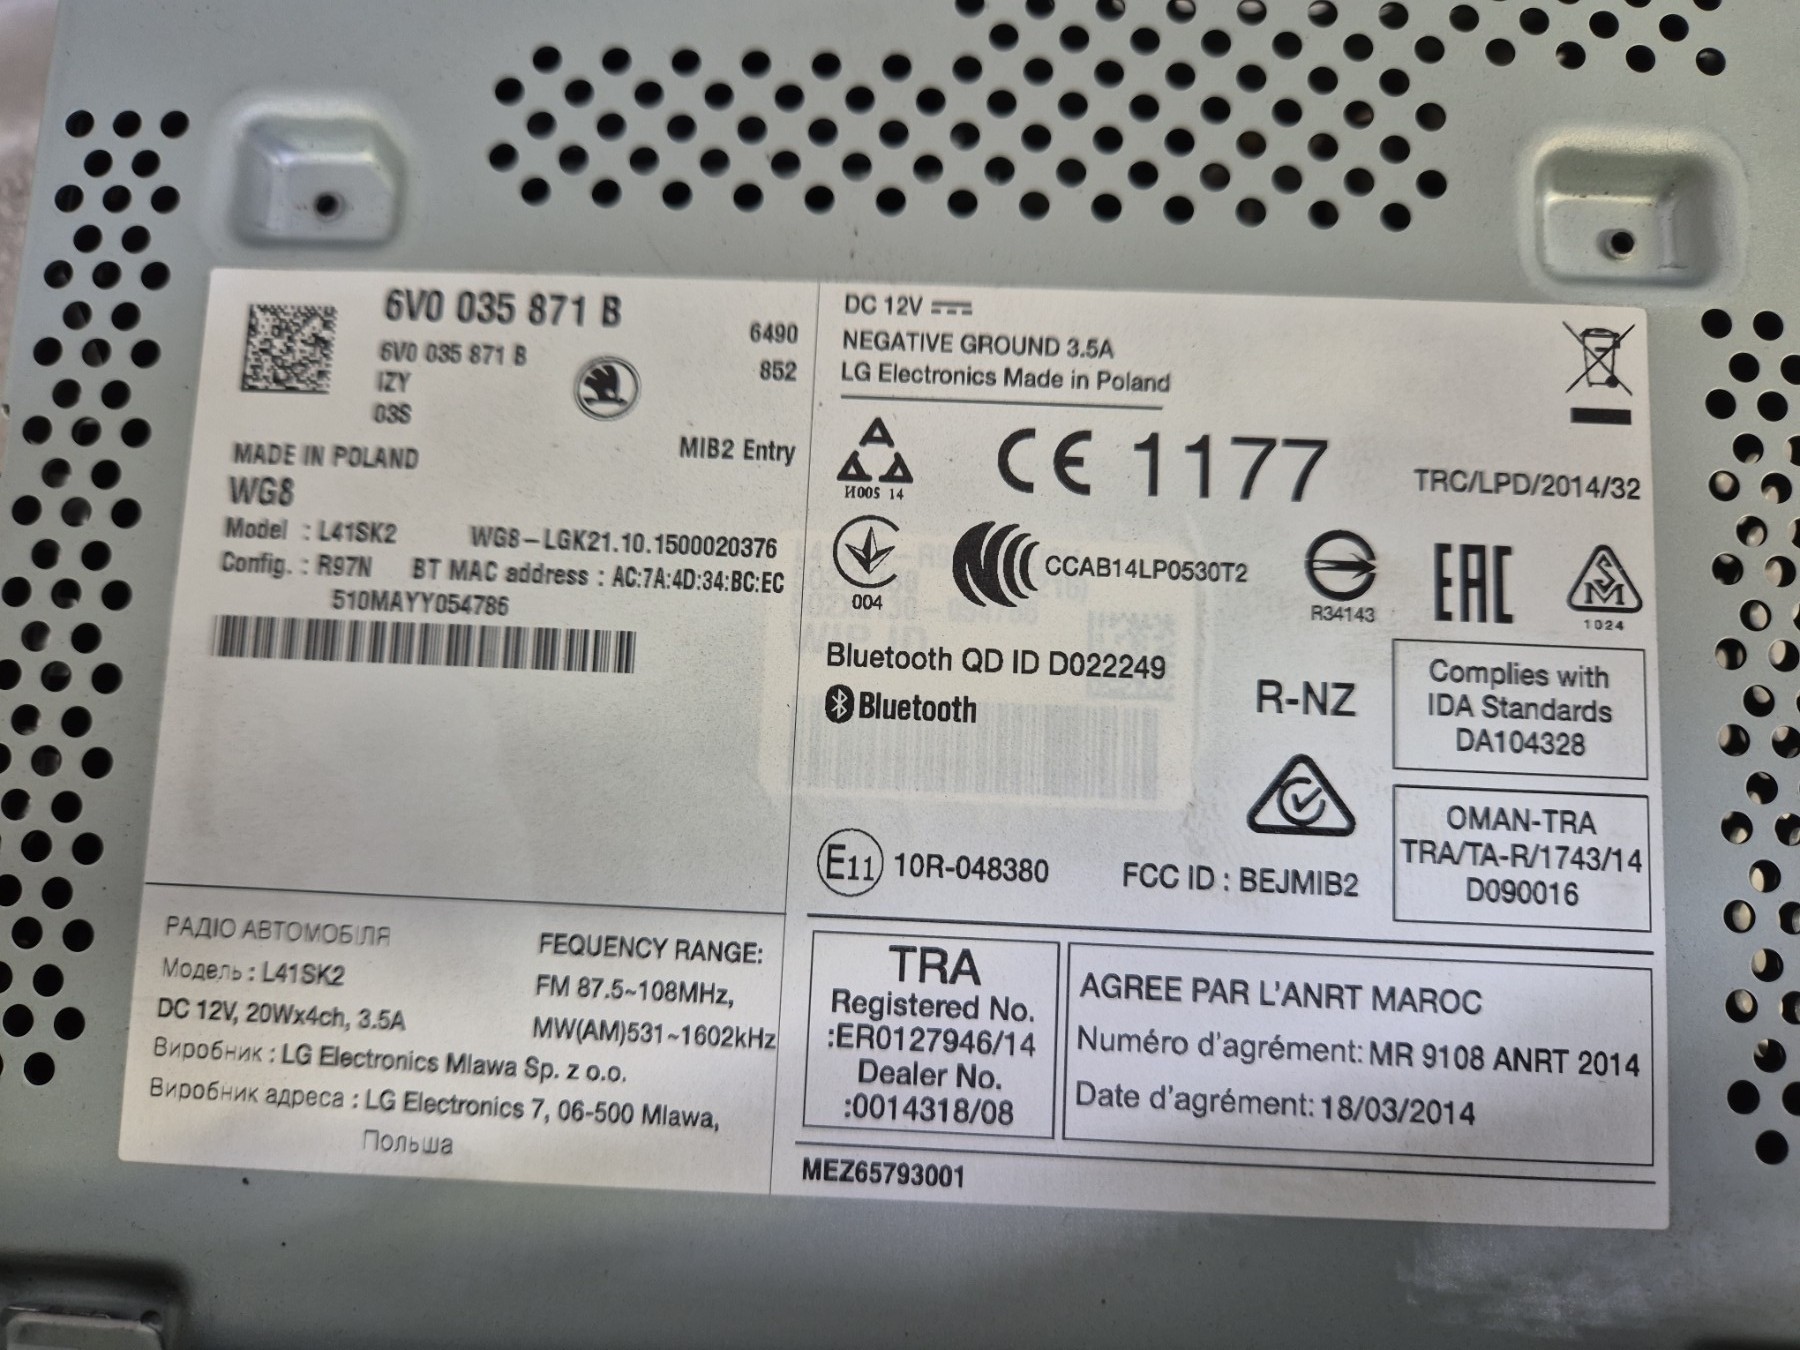 6V0 035 871 B
6V0 035 871 B
IZY
03S
6490
852
MIB2 Entry
MADE IN POLAND
WG8
Model : L41SK2 WG8-LGK21.10.1500020376
Config. : R97N BT MAC address : AC:7A:4D:34:BC:EC
510MAYY054786
РАДІО АВТОМОБІЛЯ
Модель : L41SK2
DC 12V, 20Wx4ch, 3.5A
FEQUENCY RANGE:
FM 87.5~108MHz,
MW(AM)531~1602kHz
Виробник : LG Electronics Mlawa Sp. z o.o.
Виробник адреса : LG Electronics 7, 06-500 Mlawa,
Польша
DC 12V
NEGATIVE GROUND 3.5A
LG Electronics Made in Poland
И005 14
CE 1177
TRC/LPD/2014/32
004
CCAB14LP0530T2
R34143
EAC
1024
Bluetooth QD ID D022249
Bluetooth
R-NZ
Complies with
IDA Standards
DA104328
E11 10R-048380
FCC ID : BEJMIB2
OMAN-TRA
TRA/TA-R/1743/14
D090016
TRA
Registered No.
:ER0127946/14
Dealer No.
:0014318/08
AGREE PAR L'ANRT MAROC
Numéro d'agrément: MR 9108 ANRT 2014
Date d'agrément: 18/03/2014
MEZ65793001